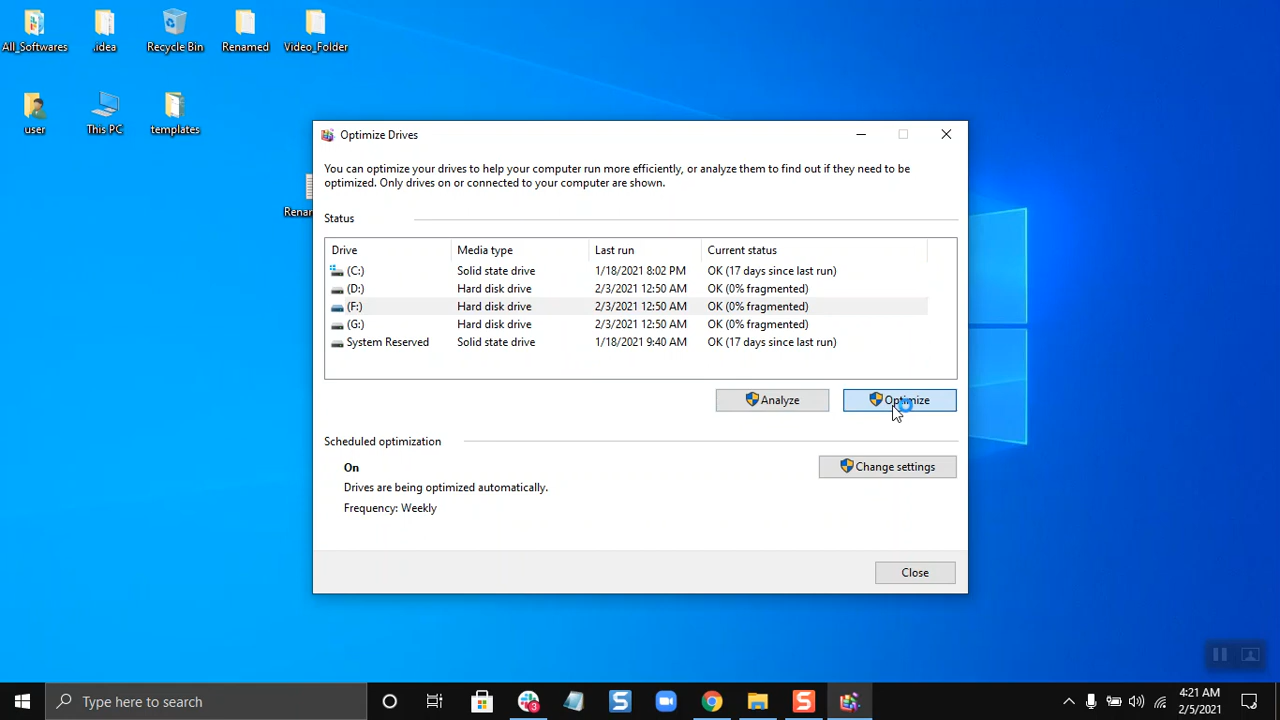 All_Softwares
.idea
Recycle Bin
Renamed
Video_Folder
user
This PC
templates
Renam
Optimize Drives
You can optimize your drives to help your computer run more efficiently, or analyze them to find out if they need to be
optimized. Only drives on or connected to your computer are shown.
Status
Drive Media type Last run Current status
(C:) Solid state drive 1/18/2021 8:02 PM OK (17 days since last run)
(D:) Hard disk drive 2/3/2021 12:50 AM OK (0% fragmented)
(F:) Hard disk drive 2/3/2021 12:50 AM OK (0% fragmented)
(G:) Hard disk drive 2/3/2021 12:50 AM OK (0% fragmented)
System Reserved Solid state drive 1/18/2021 9:40 AM OK (17 days since last run)
Analyze
Optimize
Scheduled optimization
On
Change settings
Drives are being optimized automatically.
Frequency: Weekly
Close
Type here to search
3
S
S
4:21 AM
2/5/2021